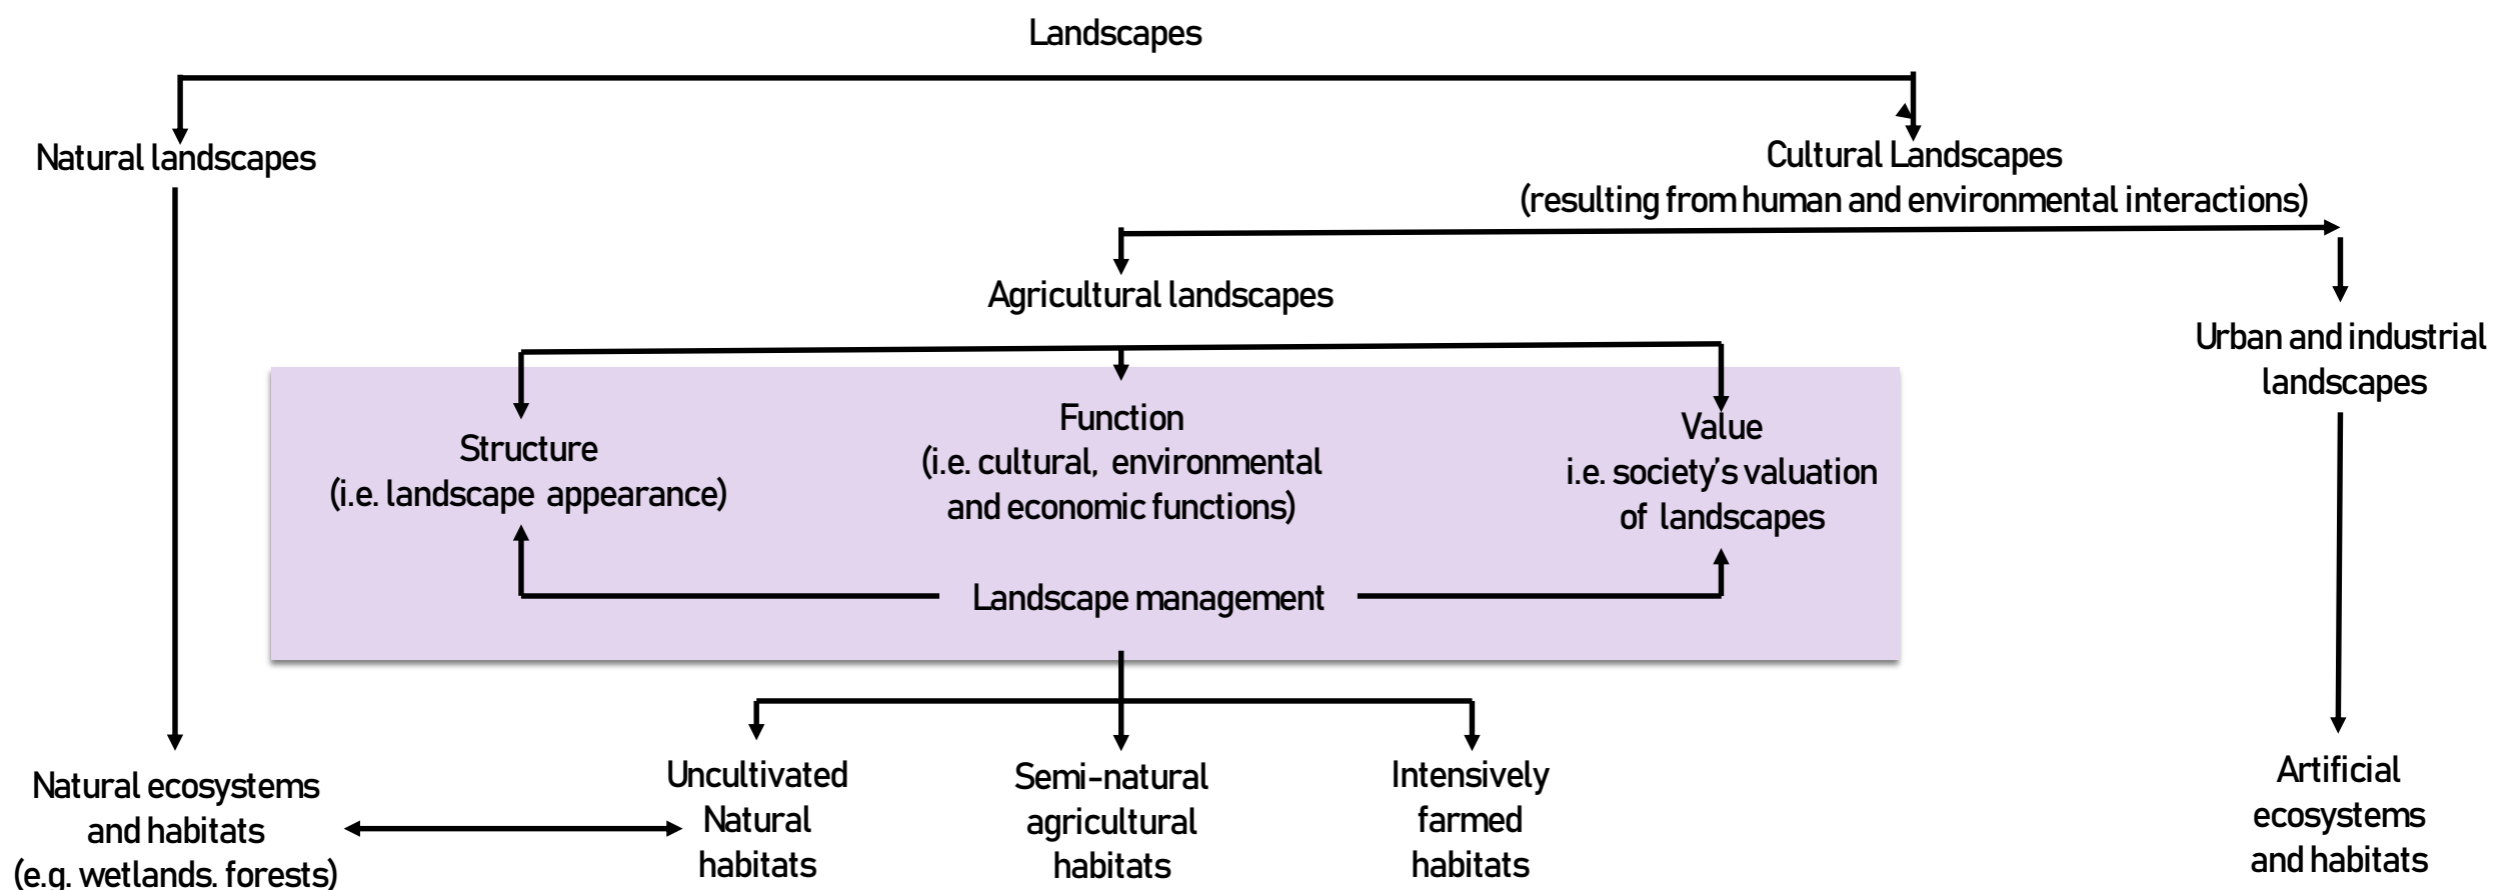 Landscapes
Natural landscapes
Cultural Landscapes
(resulting from human and environmental interactions)
Agricultural landscapes
Urban and industrial
landscapes
Structure
(i.e. landscape appearance)
Function
(i.e. cultural, environmental
and economic functions)
Value
i.e. society's valuation
of landscapes
Landscape management
Natural ecosystems
and habitats
(e.g. wetlands. forests)
Uncultivated
Natural
habitats
Semi-natural
agricultural
habitats
Intensively
farmed
habitats
Artificial
ecosystems
and habitats